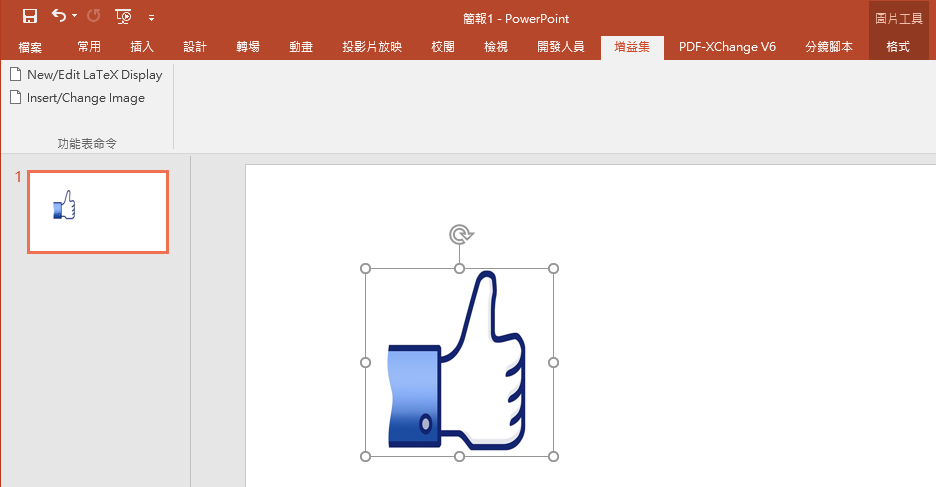 簡報1 - PowerPoint
圖片工具
檔案 常用 插入 設計 轉場 動畫 投影片放映 校閱 檢視 開發人員 增益集 PDF-XChange V6 分鏡腳本 格式
New/Edit LaTeX Display
Insert/Change Image
功能表命令
1